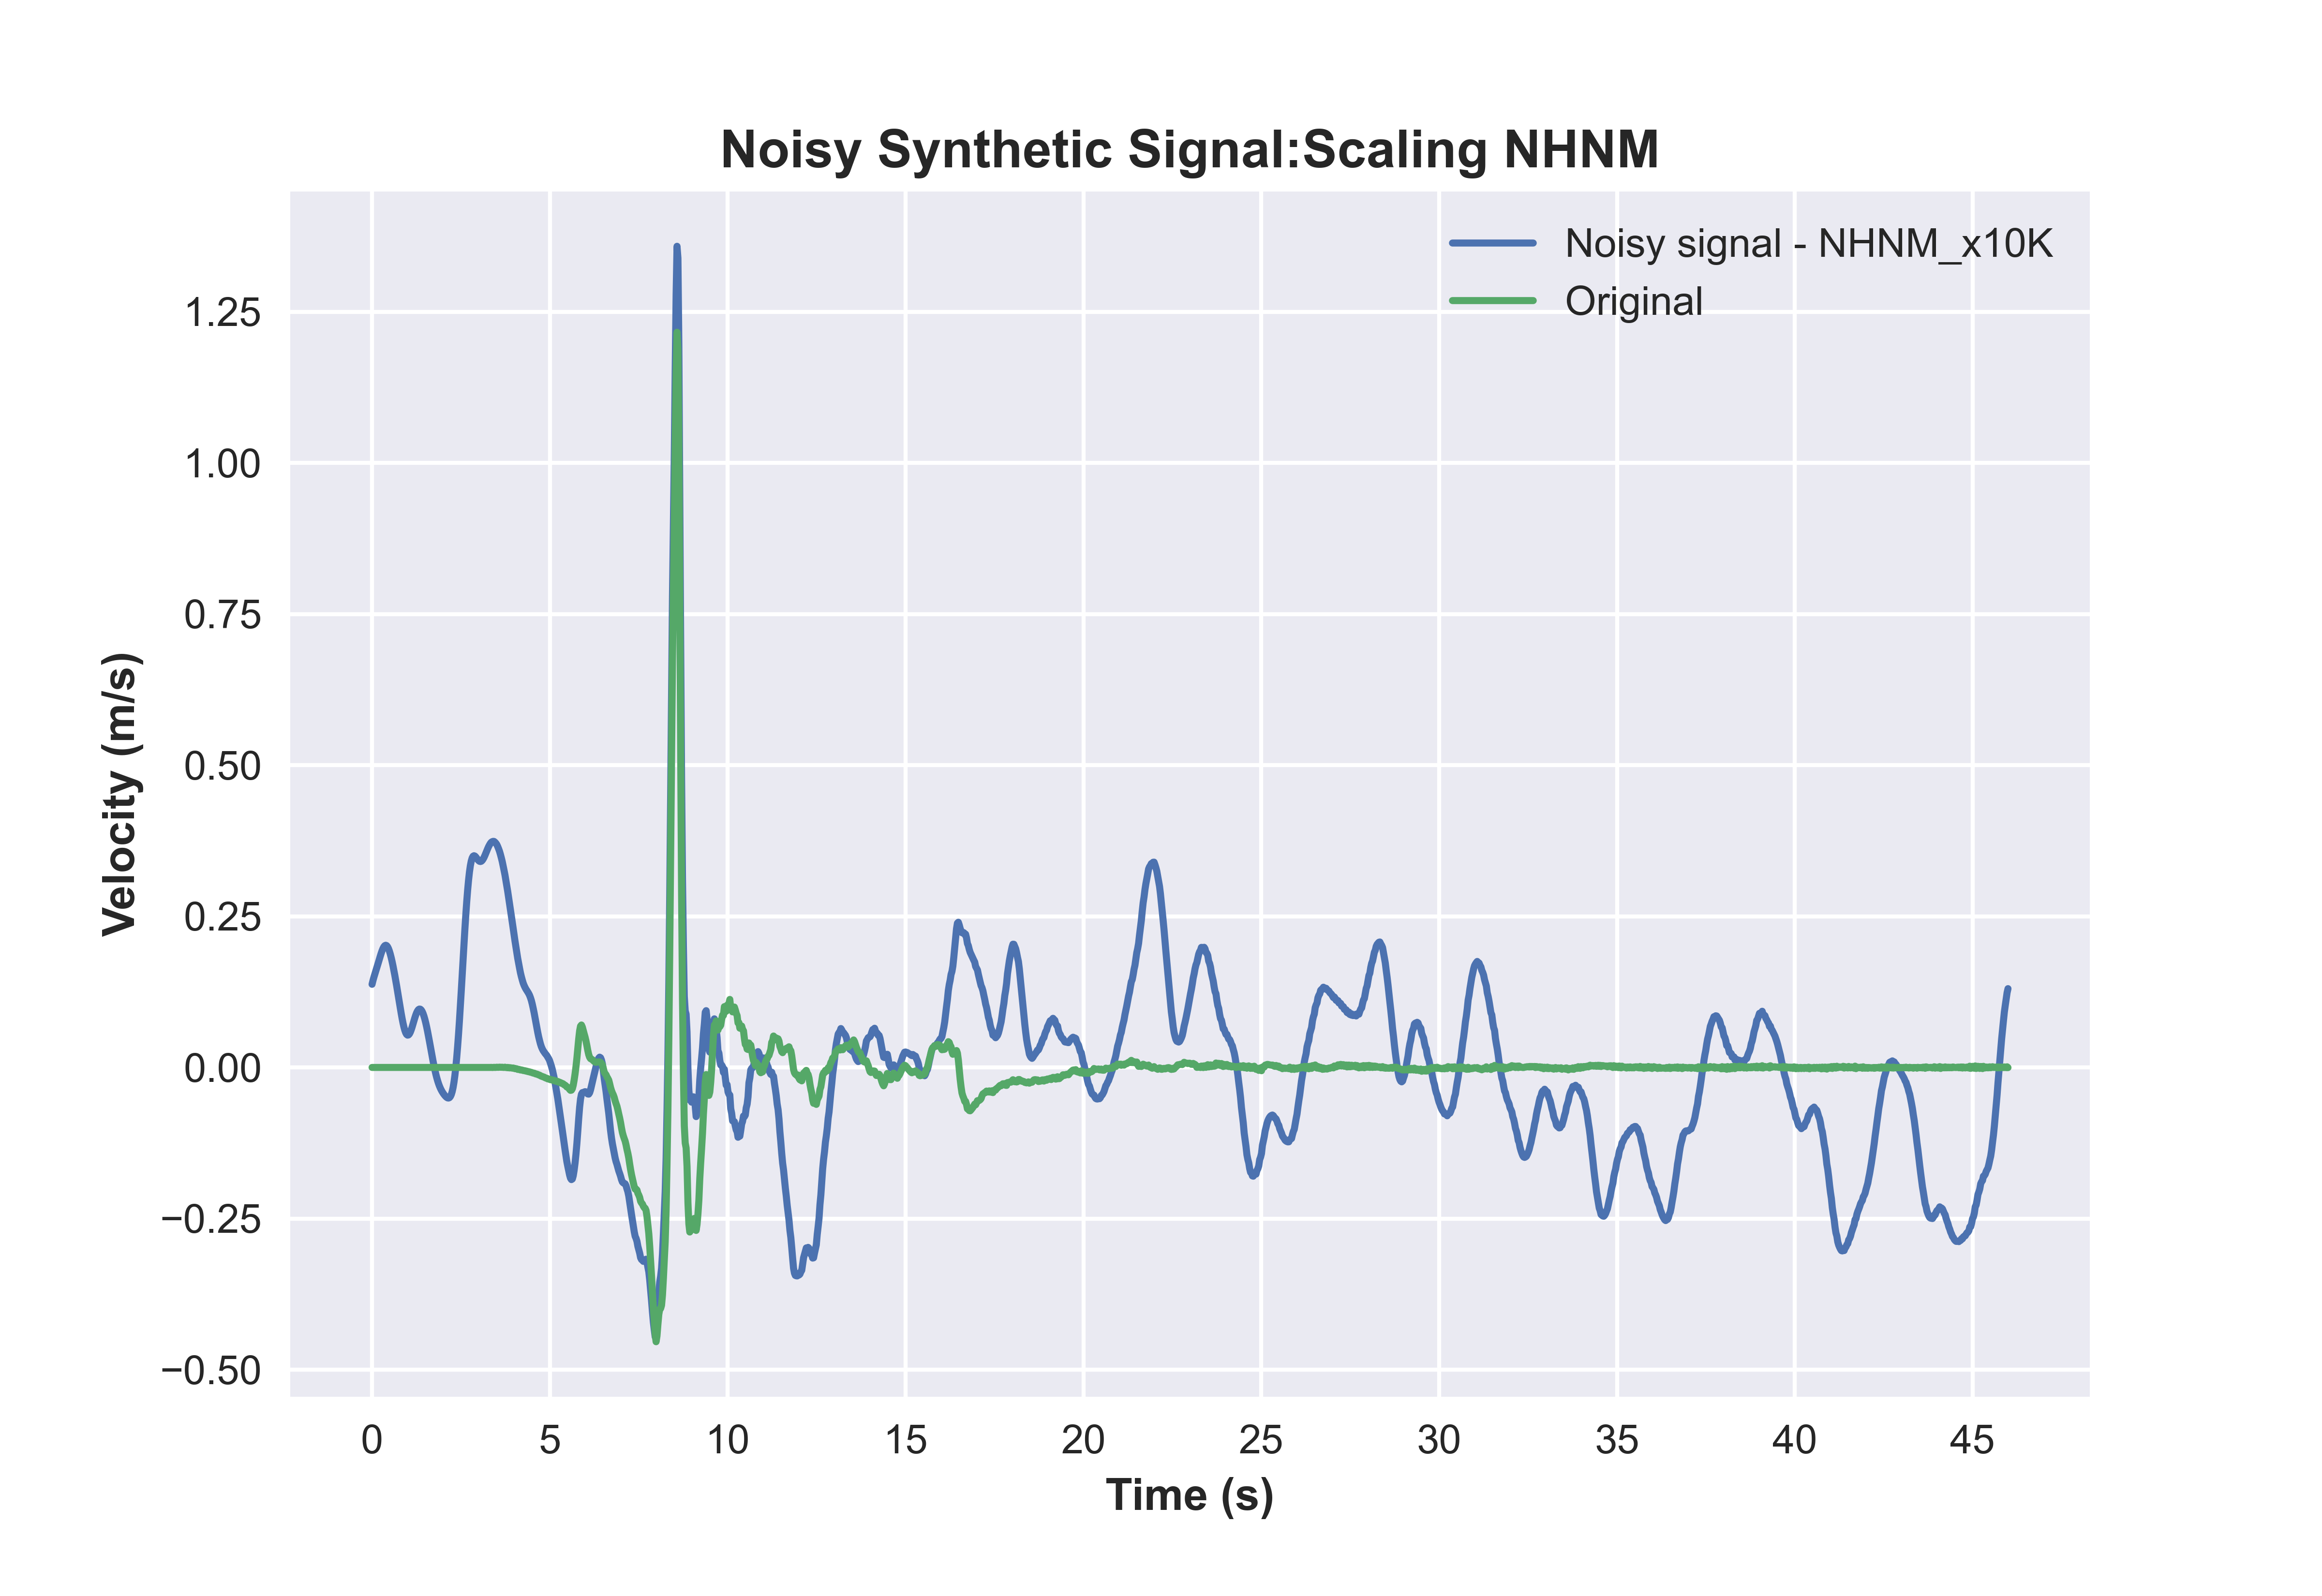 Noisy Synthetic Signal:Scaling NHNM
Noisy signal - NHNM_x10K
Original
1.25
1.00
0.75
0.50
0.25
0.00
−0.25
−0.50
Velocity (m/s)
0 5 10 15 20 25 30 35 40 45
Time (s)